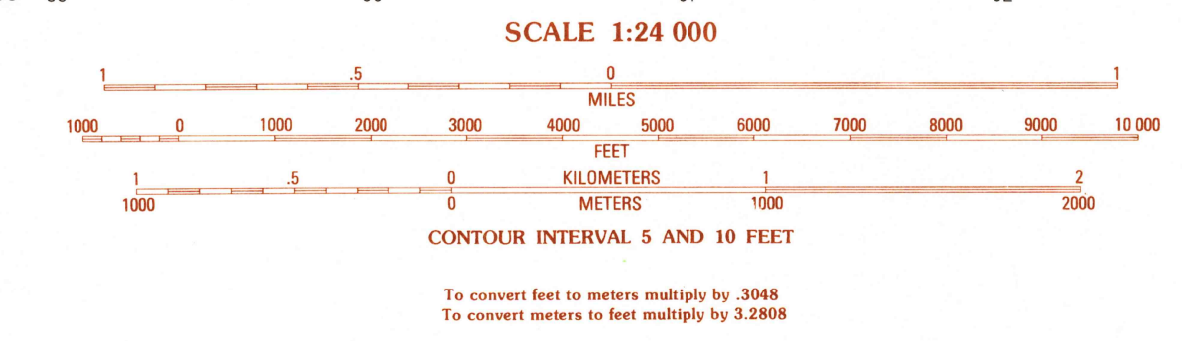 SCALE 1:24 000
1 .5 0 1
MILES
1000 0 1000 2000 3000 4000 5000 6000 7000 8000 9000 10 000
FEET
1 .5 0 KILOMETERS 1 2
1000 0 METERS 1000 2000
CONTOUR INTERVAL 5 AND 10 FEET
To convert feet to meters multiply by .3048
To convert meters to feet multiply by 3.2808